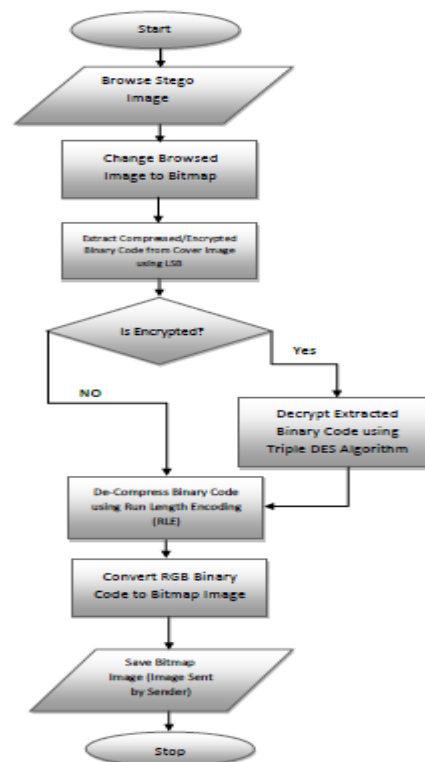 Start
Browse Stego
Image
Change Browsed
Image to Bitmap
Extract Compressed/Encrypted
Binary Code from Cover Image
using LSB
Is Encrypted?
Yes
NO
Decrypt Extracted
Binary Code using
Triple DES Algorithm
De-Compress Binary Code
using Run Length Encoding
(RLE)
Convert RGB Binary
Code to Bitmap Image
Save Bitmap
Image (Image Sent
by Sender)
Stop